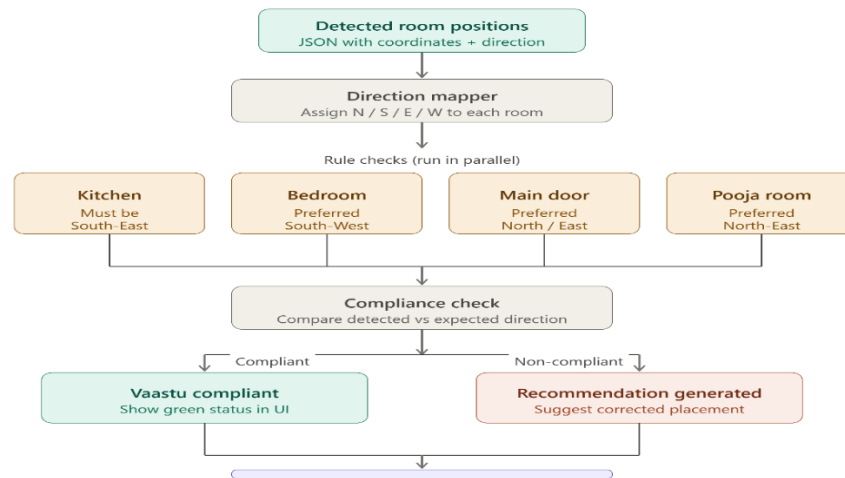 Detected room positions
JSON with coordinates + direction
Direction mapper
Assign N / S / E / W to each room
Rule checks (run in parallel)
Kitchen
Must be
South-East
Bedroom
Preferred
South-West
Main door
Preferred
North / East
Pooja room
Preferred
North-East
Compliance check
Compare detected vs expected direction
Compliant
Non-compliant
Vaastu compliant
Show green status in UI
Recommendation generated
Suggest corrected placement